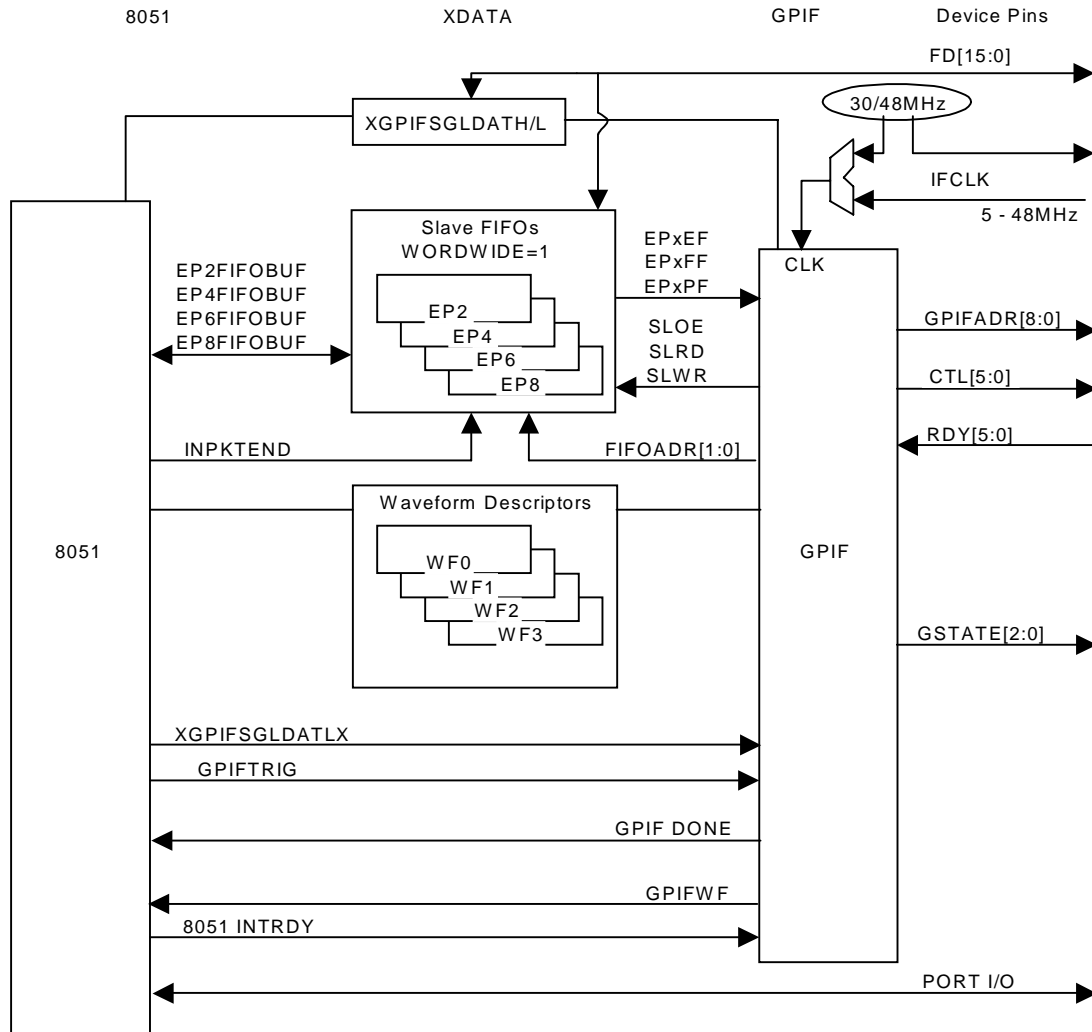 8051
XDATA
GPIF
Device Pins
FD[15:0]
30/48MHz
XGPIFSGLDATH/L
IFCLK
5 - 48MHz
Slave FIFOs
WORDWIDE=1
EP2
EP4
EP6
EP8
EP2FIFOBUF
EP4FIFOBUF
EP6FIFOBUF
EP8FIFOBUF
EPxEF
EPxFF
EPxPF
SLOE
SLRD
SLWR
CLK
GPIFADR[8:0]
CTL[5:0]
RDY[5:0]
INPKTEND
FIFOADR[1:0]
Waveform Descriptors
WF0
WF1
WF2
WF3
8051
GPIF
GSTATE[2:0]
XGPIFSGLDATLX
GPIFTRIG
GPIF DONE
GPIFWF
8051 INTRDY
PORT I/O